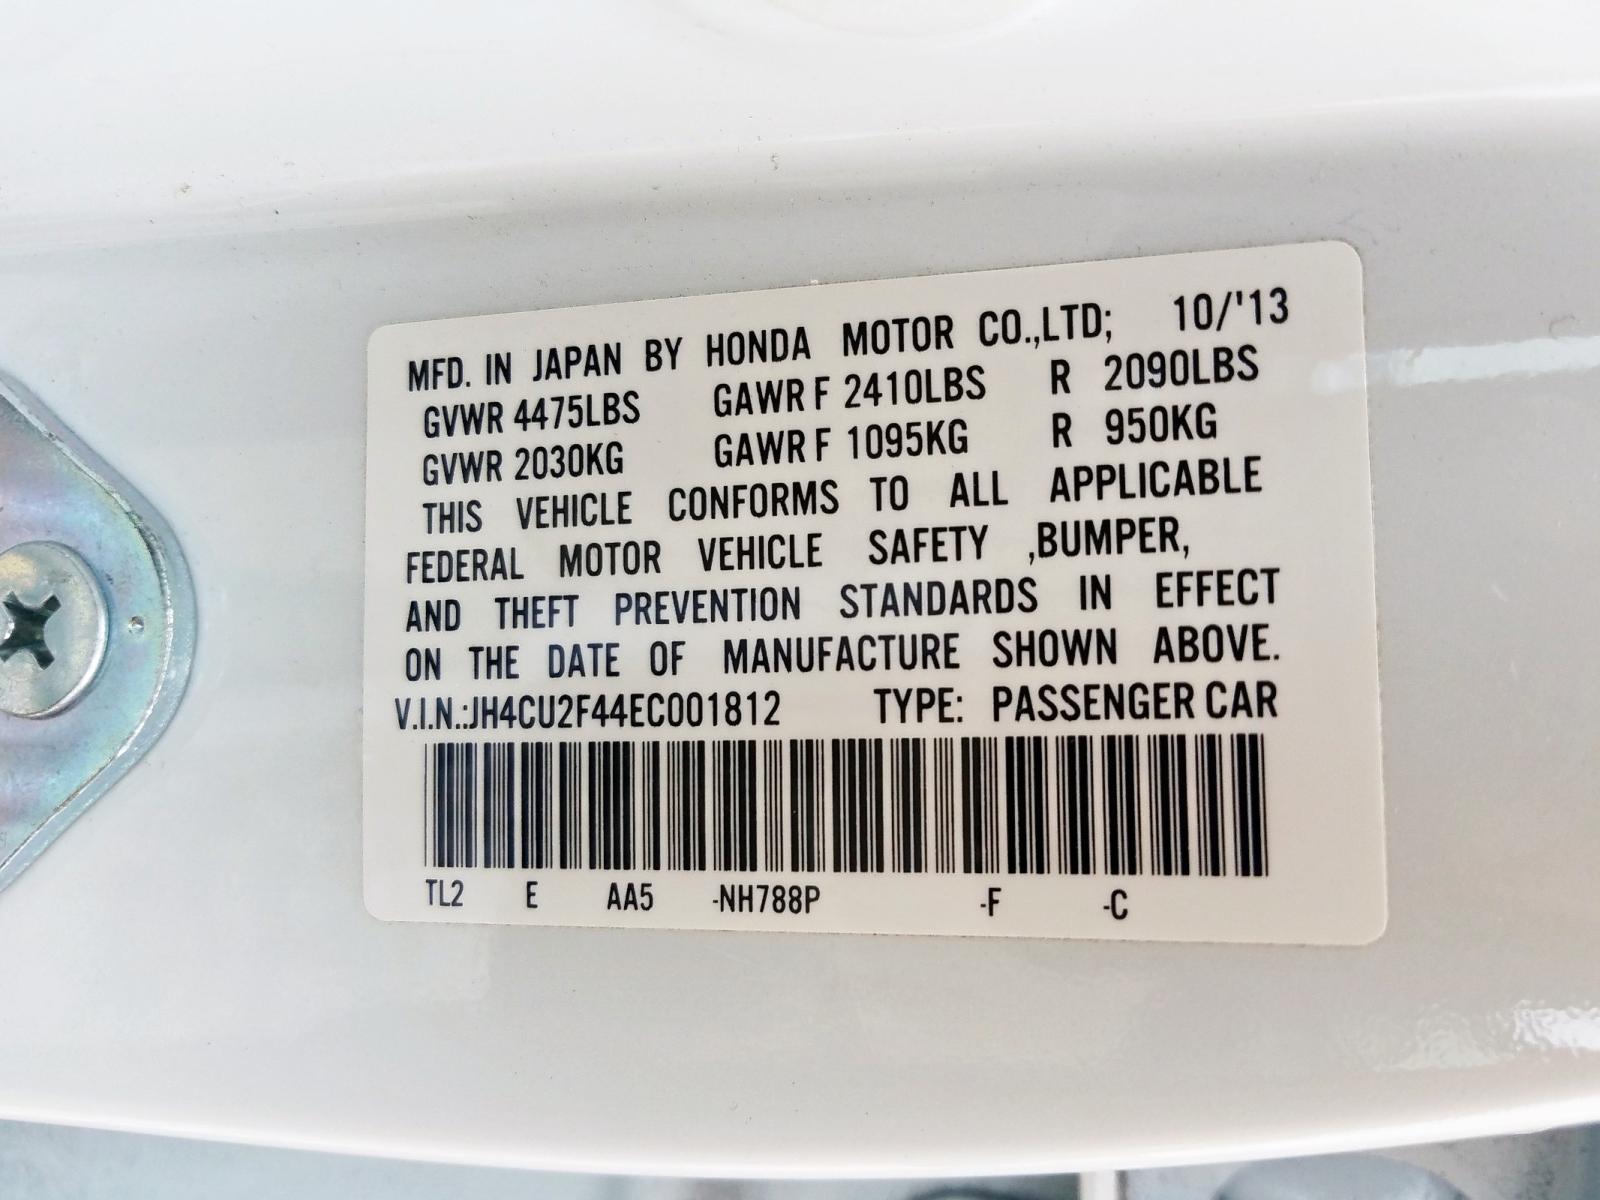 MFD. IN JAPAN BY HONDA MOTOR CO.,LTD; 10/'13
GVWR 4475LBS GAWR F 2410LBS R 2090LBS
GVWR 2030KG GAWR F 1095KG R 950KG
THIS VEHICLE CONFORMS TO ALL APPLICABLE
FEDERAL MOTOR VEHICLE SAFETY ,BUMPER,
AND THEFT PREVENTION STANDARDS IN EFFECT
ON THE DATE OF MANUFACTURE SHOWN ABOVE.
V.I.N.:JH4CU2F44EC001812 TYPE: PASSENGER CAR
TL2 E AA5 -NH788P -F -C